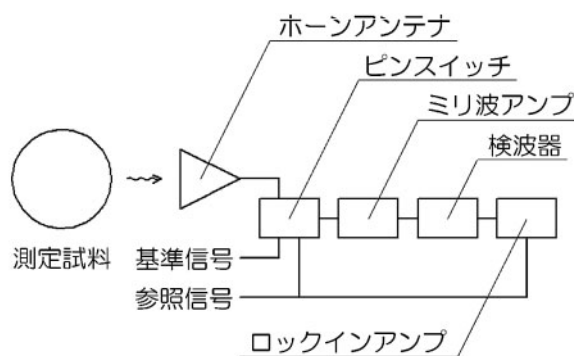 ホーンアンテナ
ピンスイッチ
ミリ波アンプ
検波器
測定試料
基準信号
参照信号
ロックインアンプ